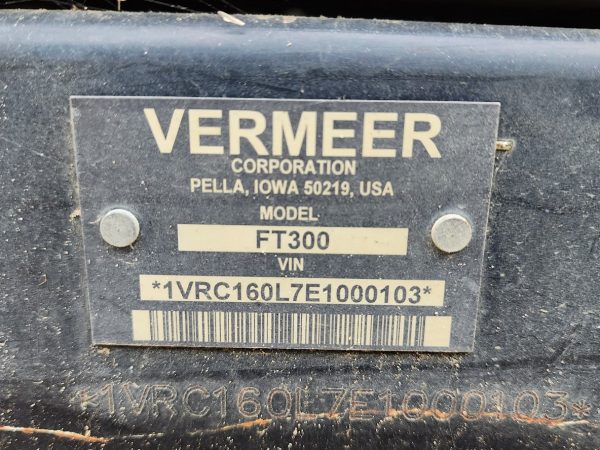 VERMEER
CORPORATION
PELLA, IOWA 50219, USA
MODEL
FT300
VIN
*1VRC160L7E1000103*
*1VRC160L7E1000103*